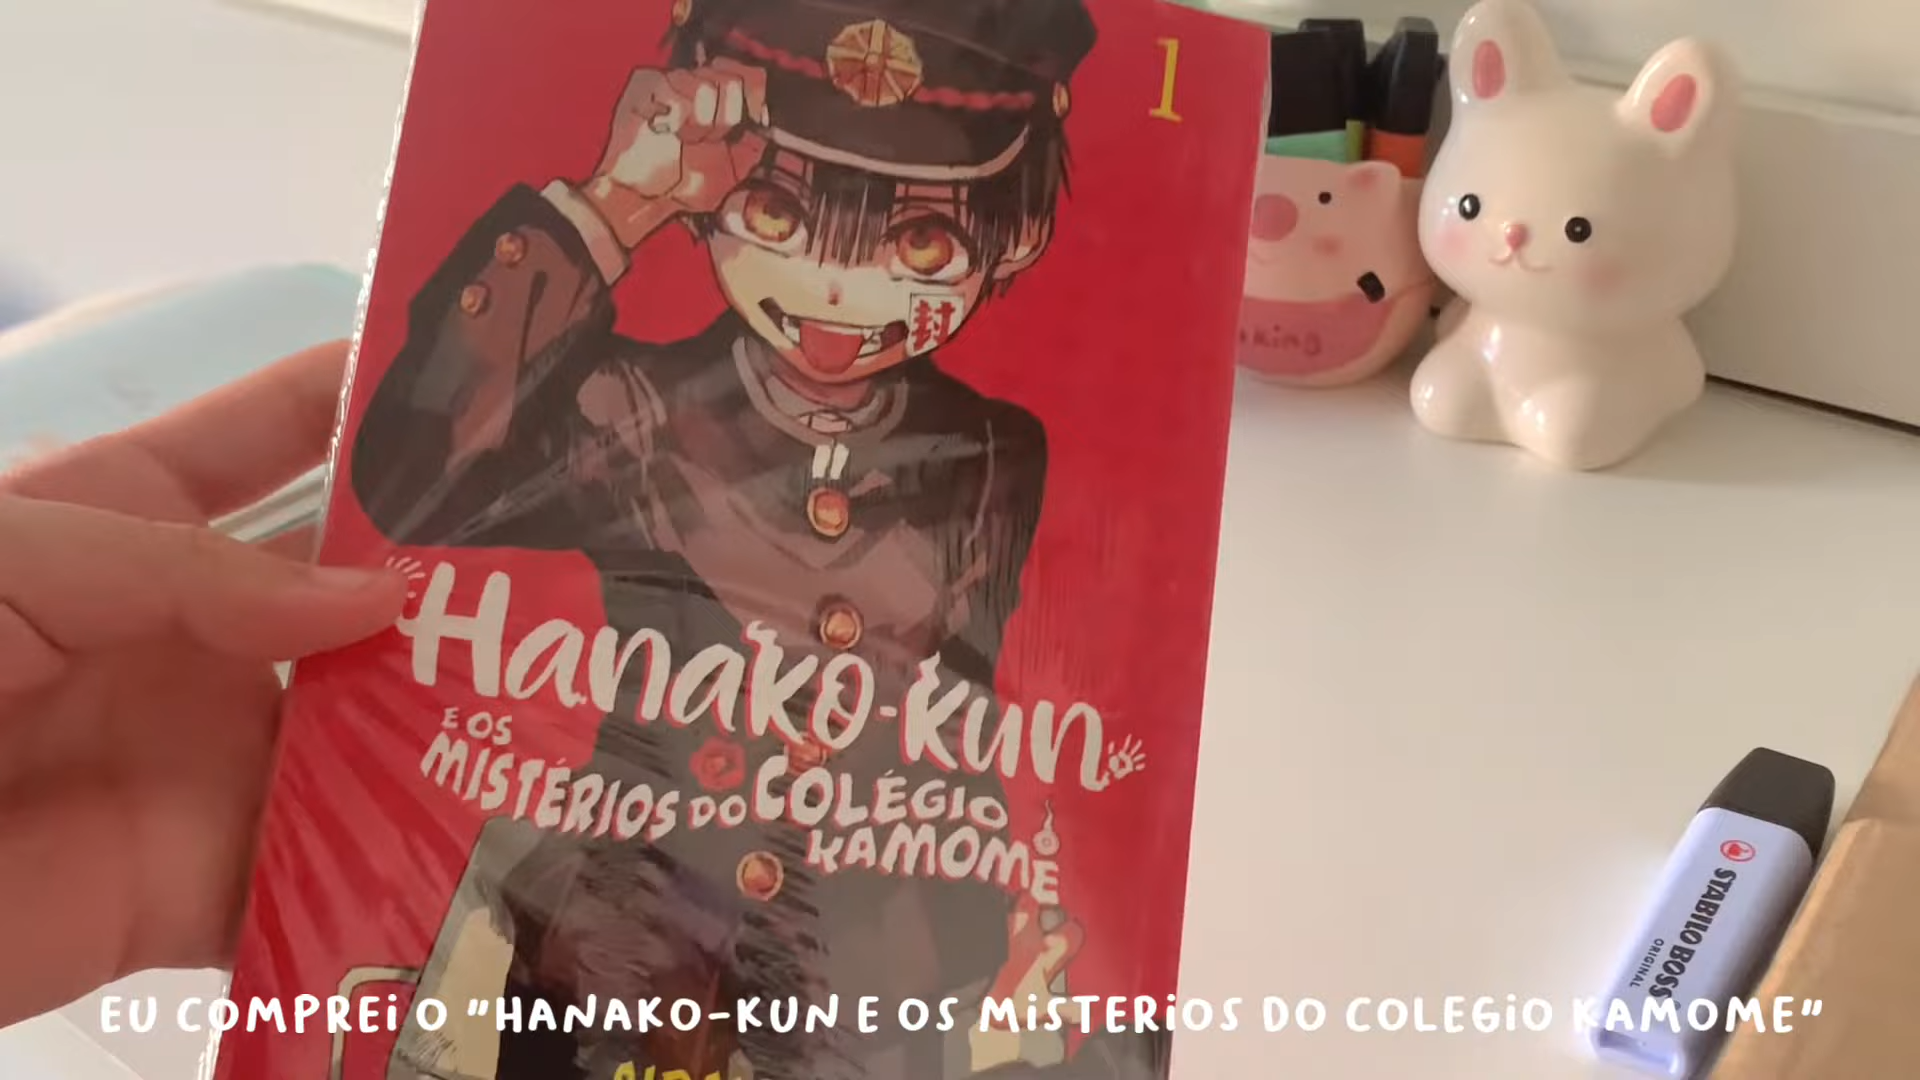 1
封
Hanako-kun
E OS
MISTÉRIOS DO COLÉGIO
KAMOME
STABILO BOSS
ORIGINAL
EU COMPREI O "HANAKO-KUN E OS MISTERIOS DO COLEGIO KAMOME"